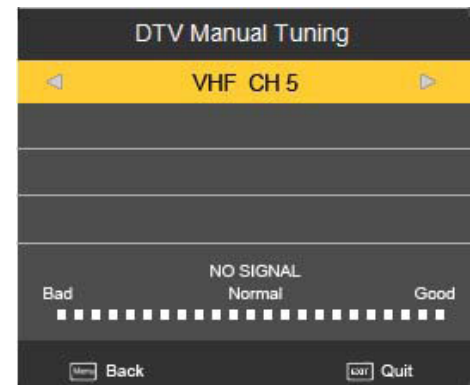 DTV Manual Tuning
VHF CH 5
NO SIGNAL
Bad Normal Good
Menu Back EXIT Quit